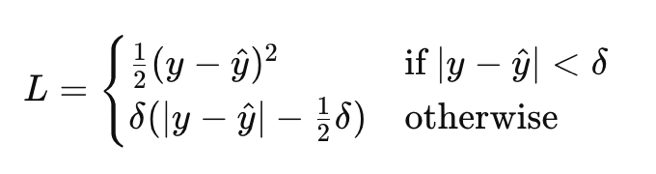 L = { ½(y − ŷ)² if |y − ŷ| < δ
δ(|y − ŷ| − ½δ) otherwise